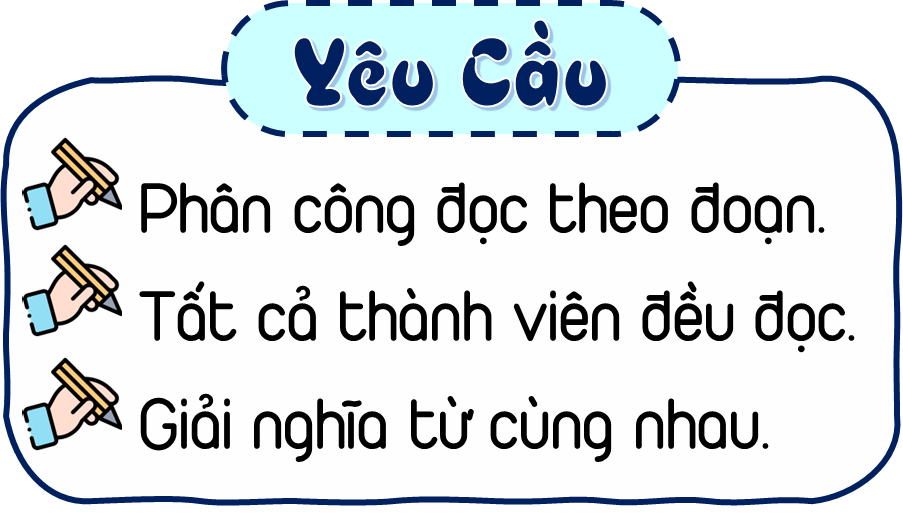 Yêu Cầu
Phân công đọc theo đoạn.
Tất cả thành viên đều đọc.
Giải nghĩa từ cùng nhau.